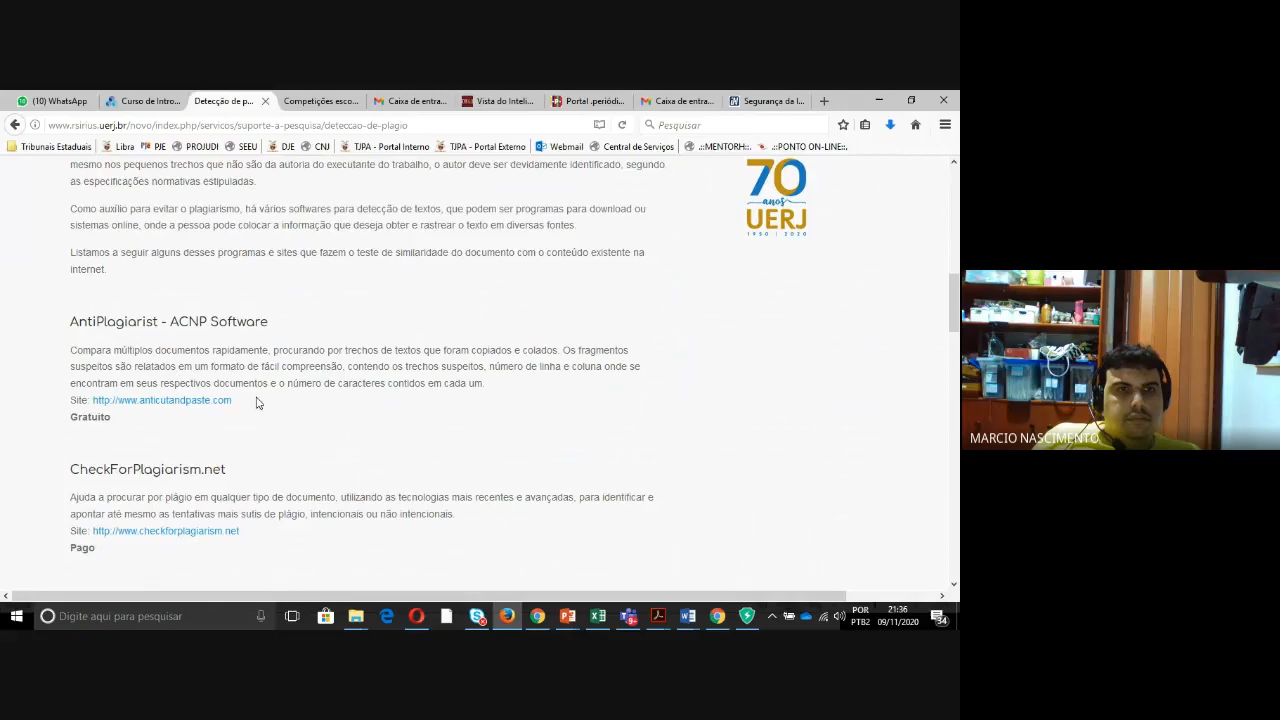 (10) WhatsApp
Curso de Intro...
Detecção de p...
Competições esco...
Caixa de entra...
Vista do Inteli...
Portal .periódi...
Caixa de entra...
Segurança da I...
www.rsirius.uerj.br/novo/index.php/servicos/suporte-a-pesquisa/deteccao-de-plagio
Pesquisar
Tribunais Estaduais
Libra
PJE
PROJUDI
SEEU
DJE
CNJ
TJPA - Portal Interno
TJPA - Portal Externo
Webmail
Central de Serviços
.::MENTORH::.
.::PONTO ON-LINE::.
mesmo nos pequenos trechos que não são da autoria do executante do trabalho, o autor deve ser devidamente identificado, segundo
as especificações normativas estipuladas.
Como auxílio para evitar o plagiarismo, há vários softwares para detecção de textos, que podem ser programas para download ou
sistemas online, onde a pessoa pode colocar a informação que deseja obter e rastrear o texto em diversas fontes.
Listamos a seguir alguns desses programas e sites que fazem o teste de similaridade do documento com o conteúdo existente na
internet.
70
anos
UERJ
1950 | 2020
AntiPlagiarist - ACNP Software
Compara múltiplos documentos rapidamente, procurando por trechos de textos que foram copiados e colados. Os fragmentos
suspeitos são relatados em um formato de fácil compreensão, contendo os trechos suspeitos, número de linha e coluna onde se
encontram em seus respectivos documentos e o número de caracteres contidos em cada um.
Site: http://www.anticutandpaste.com
Gratuito
CheckForPlagiarism.net
Ajuda a procurar por plágio em qualquer tipo de documento, utilizando as tecnologias mais recentes e avançadas, para identificar e
apontar até mesmo as tentativas mais sutis de plágio, intencionais ou não intencionais.
Site: http://www.checkforplagiarism.net
Pago
MARCIO NASCIMENTO
Digite aqui para pesquisar
POR
PTB2
21:36
09/11/2020
34